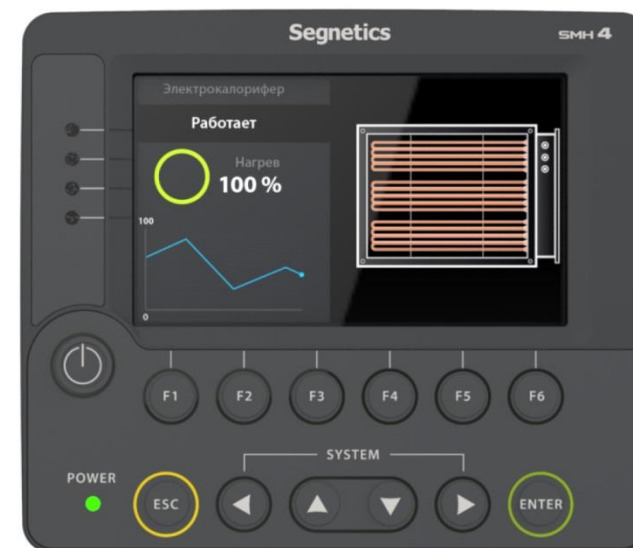 Segnetics
SMH 4
Электрокалорифер
Работает
Нагрев
100 %
100
0
F1
F2
F3
F4
F5
F6
SYSTEM
POWER
ESC
ENTER